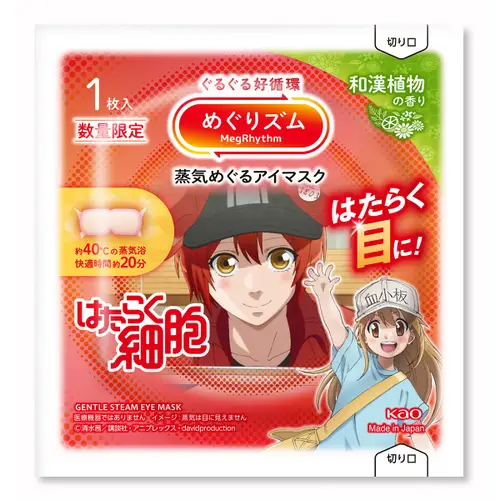 切り口
ぐるぐる好循環
和漢植物
の香り
1枚入
数量限定
めぐりズム
MegRhythm
蒸気めぐるアイマスク
はたらく
目に!
約40℃の蒸気浴
快適時間 約20分
血小板
はたらく
細胞
GENTLE STEAM EYE MASK
医療機器ではありません ・イメージ:蒸気は目に見えません
©清水茜/講談社・アニプレックス・davidproduction
Kao
Made in Japan
切り口